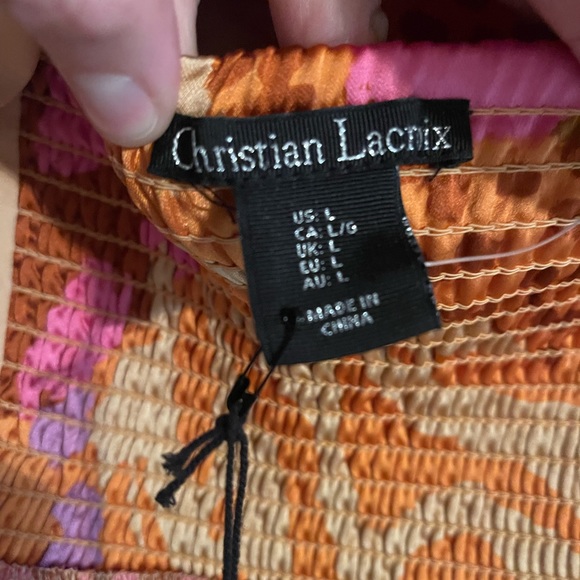 Christian Lacroix
US: L
CA: L/G
UK: L
EU: L
AU: L
MADE IN
CHINA